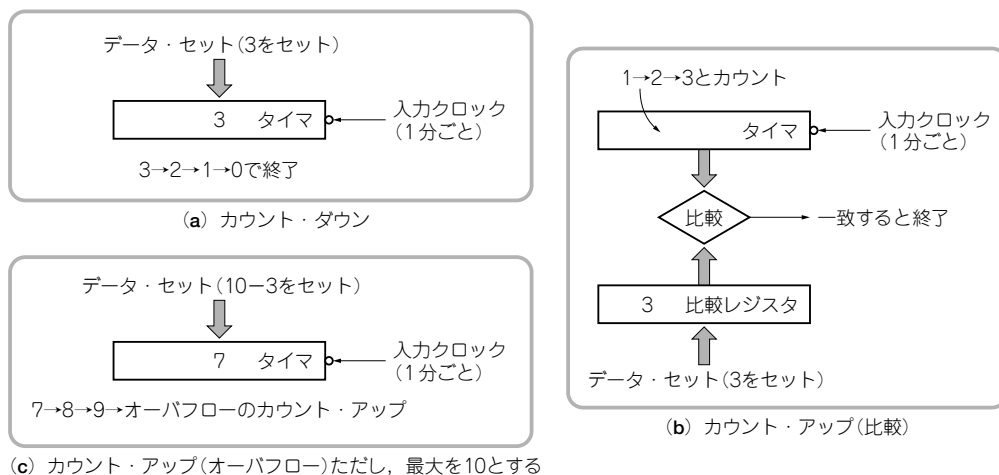 データ・セット(3をセット)
3 タイマ
入力クロック
(1分ごと)
3→2→1→0で終了
(a) カウント・ダウン
データ・セット(10−3をセット)
7 タイマ
入力クロック
(1分ごと)
7→8→9→オーバフローのカウント・アップ
(c) カウント・アップ(オーバフロー)ただし，最大を10とする
1→2→3とカウント
タイマ
入力クロック
(1分ごと)
比較
一致すると終了
3 比較レジスタ
データ・セット(3をセット)
(b) カウント・アップ(比較)